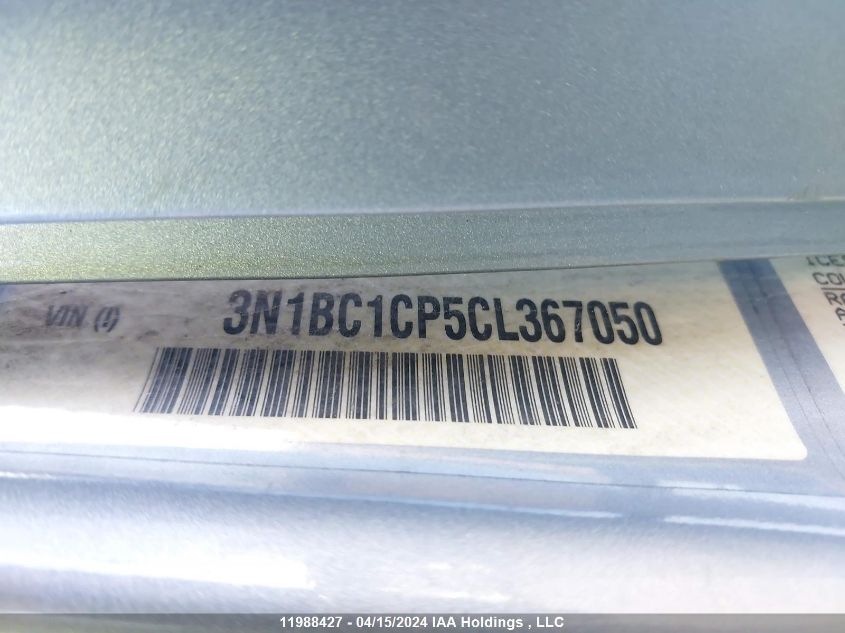 VIN (I) 3N1BC1CP5CL367050
11988427 - 04/15/2024 IAA Holdings , LLC